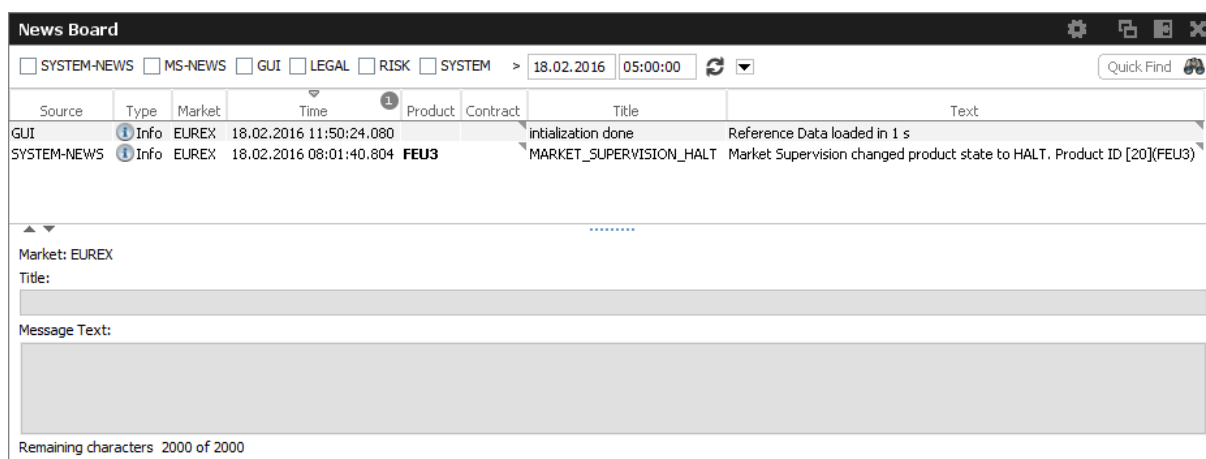 News Board
SYSTEM-NEWS MS-NEWS GUI LEGAL RISK SYSTEM > 18.02.2016 05:00:00 Quick Find
Source Type Market Time 1 Product Contract Title Text
GUI Info EUREX 18.02.2016 11:50:24.080 intialization done Reference Data loaded in 1 s
SYSTEM-NEWS Info EUREX 18.02.2016 08:01:40.804 FEU3 MARKET_SUPERVISION_HALT Market Supervision changed product state to HALT. Product ID [20](FEU3)
Market: EUREX
Title:
Message Text:
Remaining characters 2000 of 2000